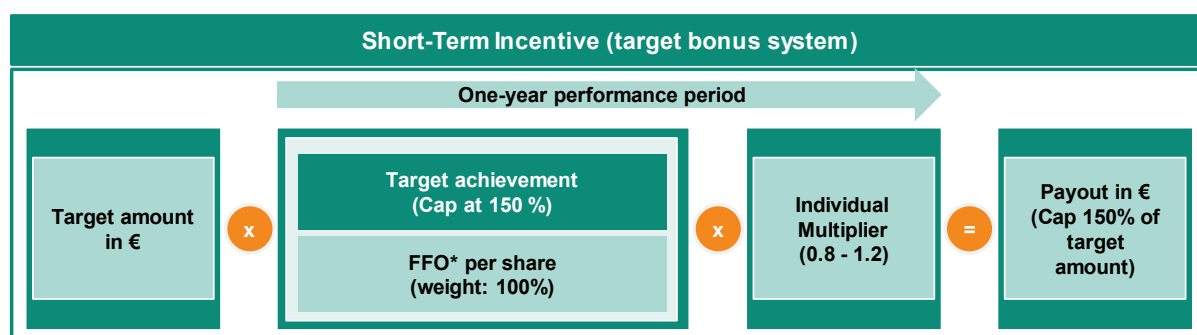 Short-Term Incentive (target bonus system)
One-year performance period
Target amount
in €
x
Target achievement
(Cap at 150 %)
FFO* per share
(weight: 100%)
x
Individual
Multiplier
(0.8 - 1.2)
=
Payout in €
(Cap 150% of
target
amount)